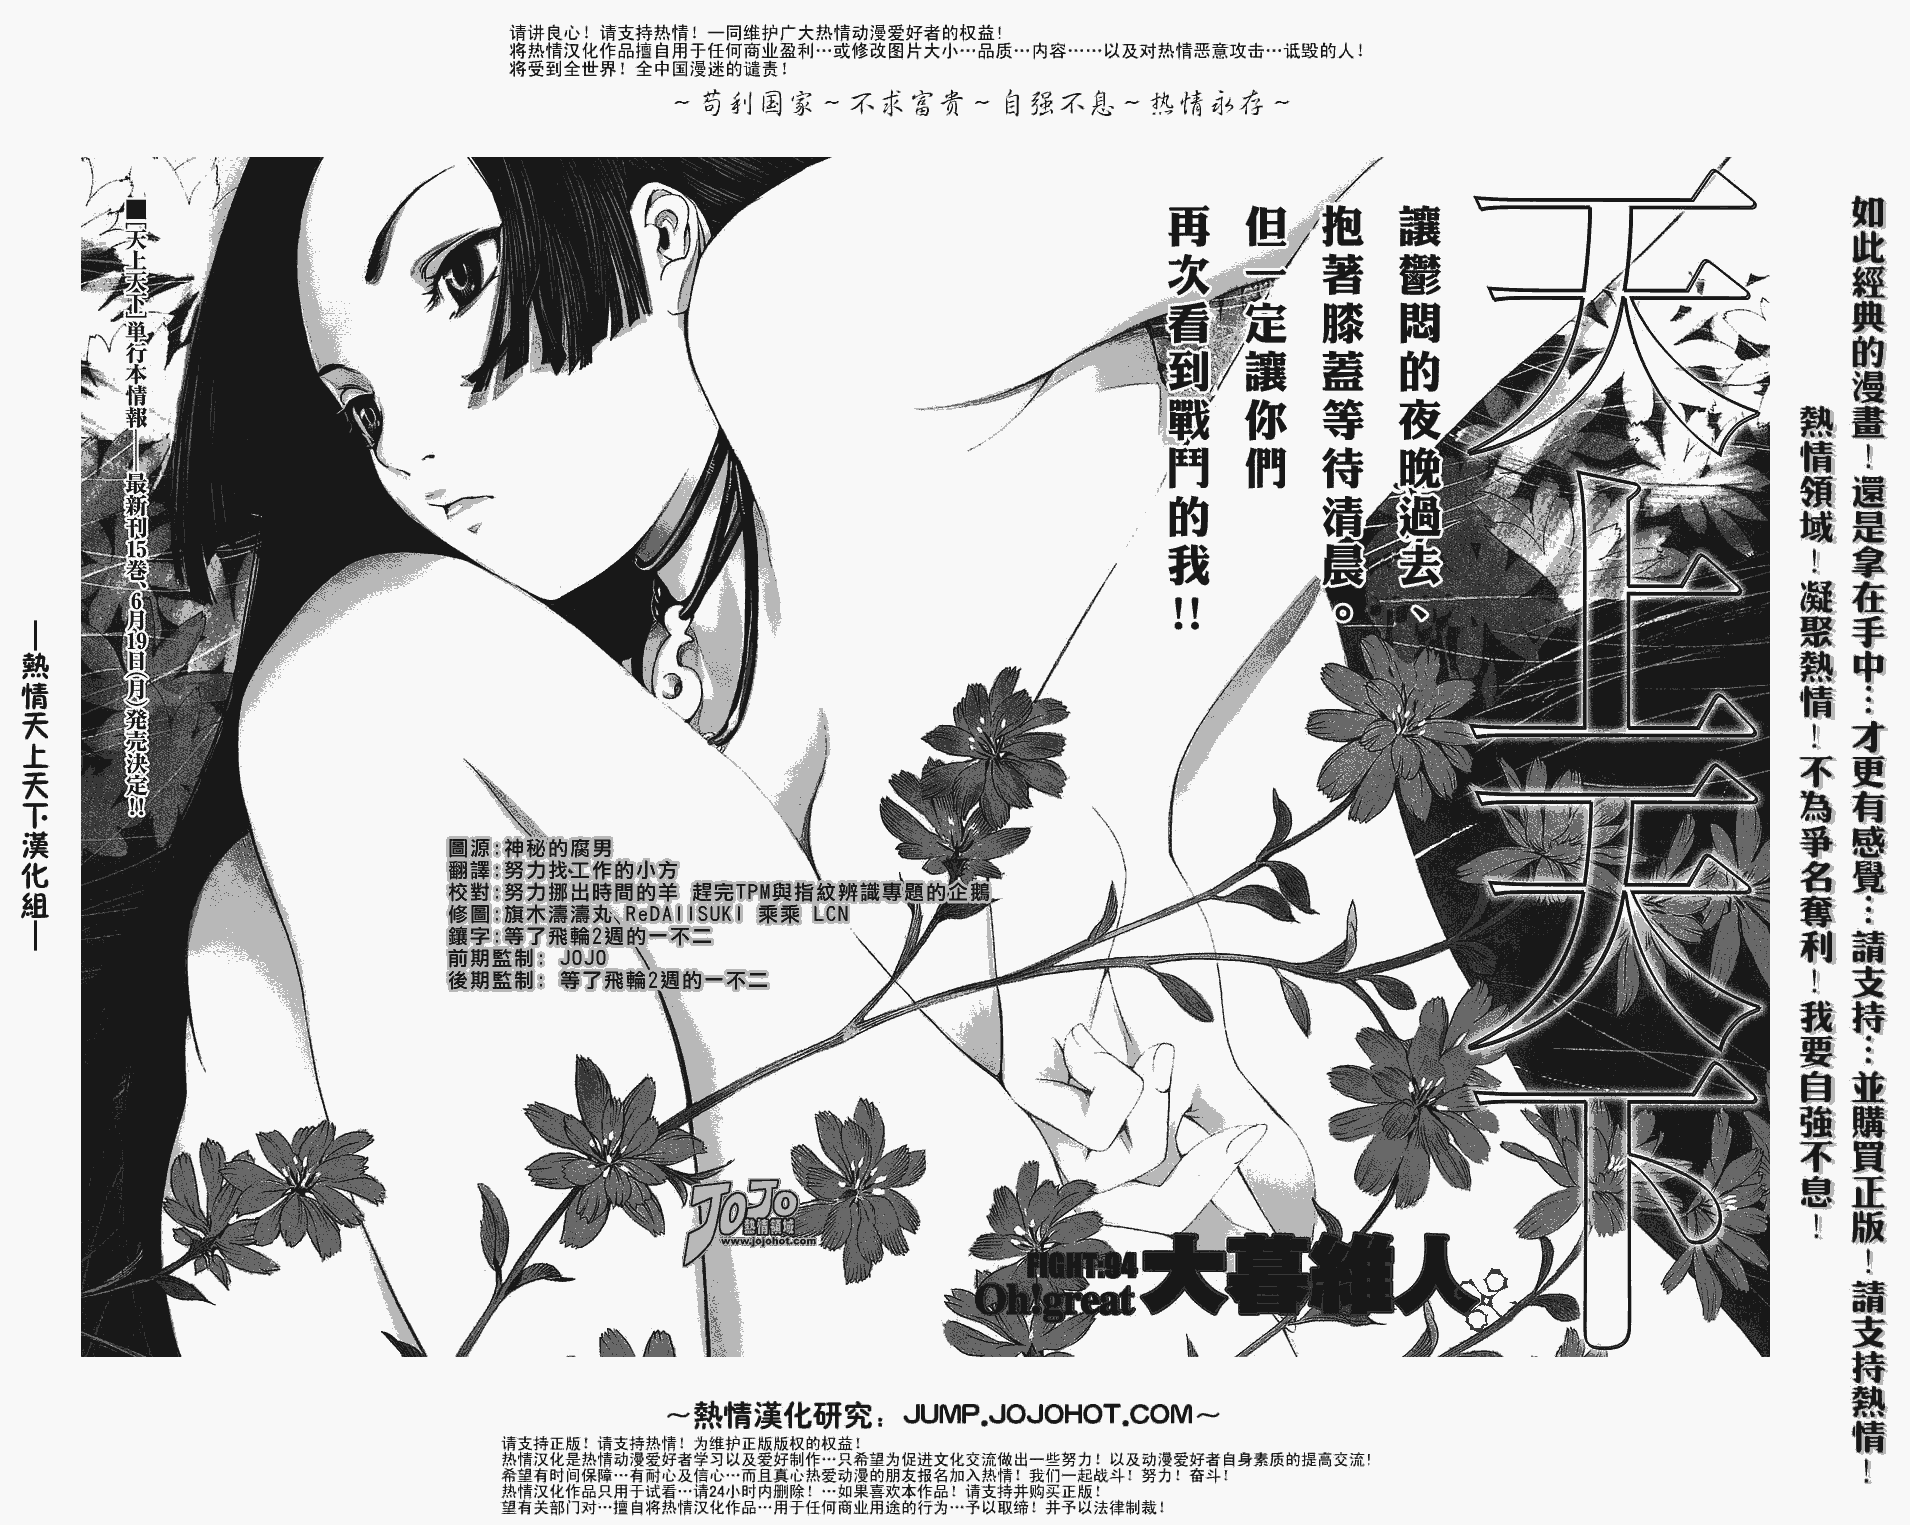 请讲良心！请支持热情！一同维护广大热情动漫爱好者的权益！
将热情汉化作品擅自用于任何商业盈利…或修改图片大小…品质…内容……以及对热情恶意攻击…诋毁的人！
将受到全世界！全中国漫迷的谴责！
～苟利国家～不求富贵～自强不息～热情永存～
如此經典的漫畫！還是拿在手中…才更有感覺…請支持…並購買正版！請支持熱情！
熱情領域！凝聚熱情！不為爭名奪利！我要自強不息！
天上天下
讓鬱悶的夜晚過去、
抱著膝蓋等待清晨。
但一定讓你們
再次看到戰鬥的我!!
■［天上天下］単行本情報——最新刊15巻、6月19日（月）発売決定!!
—熱情天上天下漢化組—
圖源:神秘的腐男
翻譯:努力找工作的小方
校對:努力挪出時間的羊 趕完TPM與指紋辨識專題的企鵝
修圖:旗木濤濤丸 ReDAIISUKI 乘乘 LCN
鑲字:等了飛輪2週的一不二
前期監制: JOJO
後期監制: 等了飛輪2週的一不二
JOJO
熱情領域
www.jojohot.com
FIGHT:94
Oh!great
大暮維人
～熱情漢化研究：JUMP.JOJOHOT.COM～
请支持正版！请支持热情！为维护正版版权的权益！
热情汉化是热情动漫爱好者学习以及爱好制作…只希望为促进文化交流做出一些努力！以及动漫爱好者自身素质的提高交流！
希望有时间保障…有耐心及信心…而且真心热爱动漫的朋友报名加入热情！我们一起战斗！努力！奋斗！
热情汉化作品只用于试看…请24小时内删除！…如果喜欢本作品！请支持并购买正版！
望有关部门对…擅自将热情汉化作品…用于任何商业用途的行为…予以取缔！并予以法律制裁！